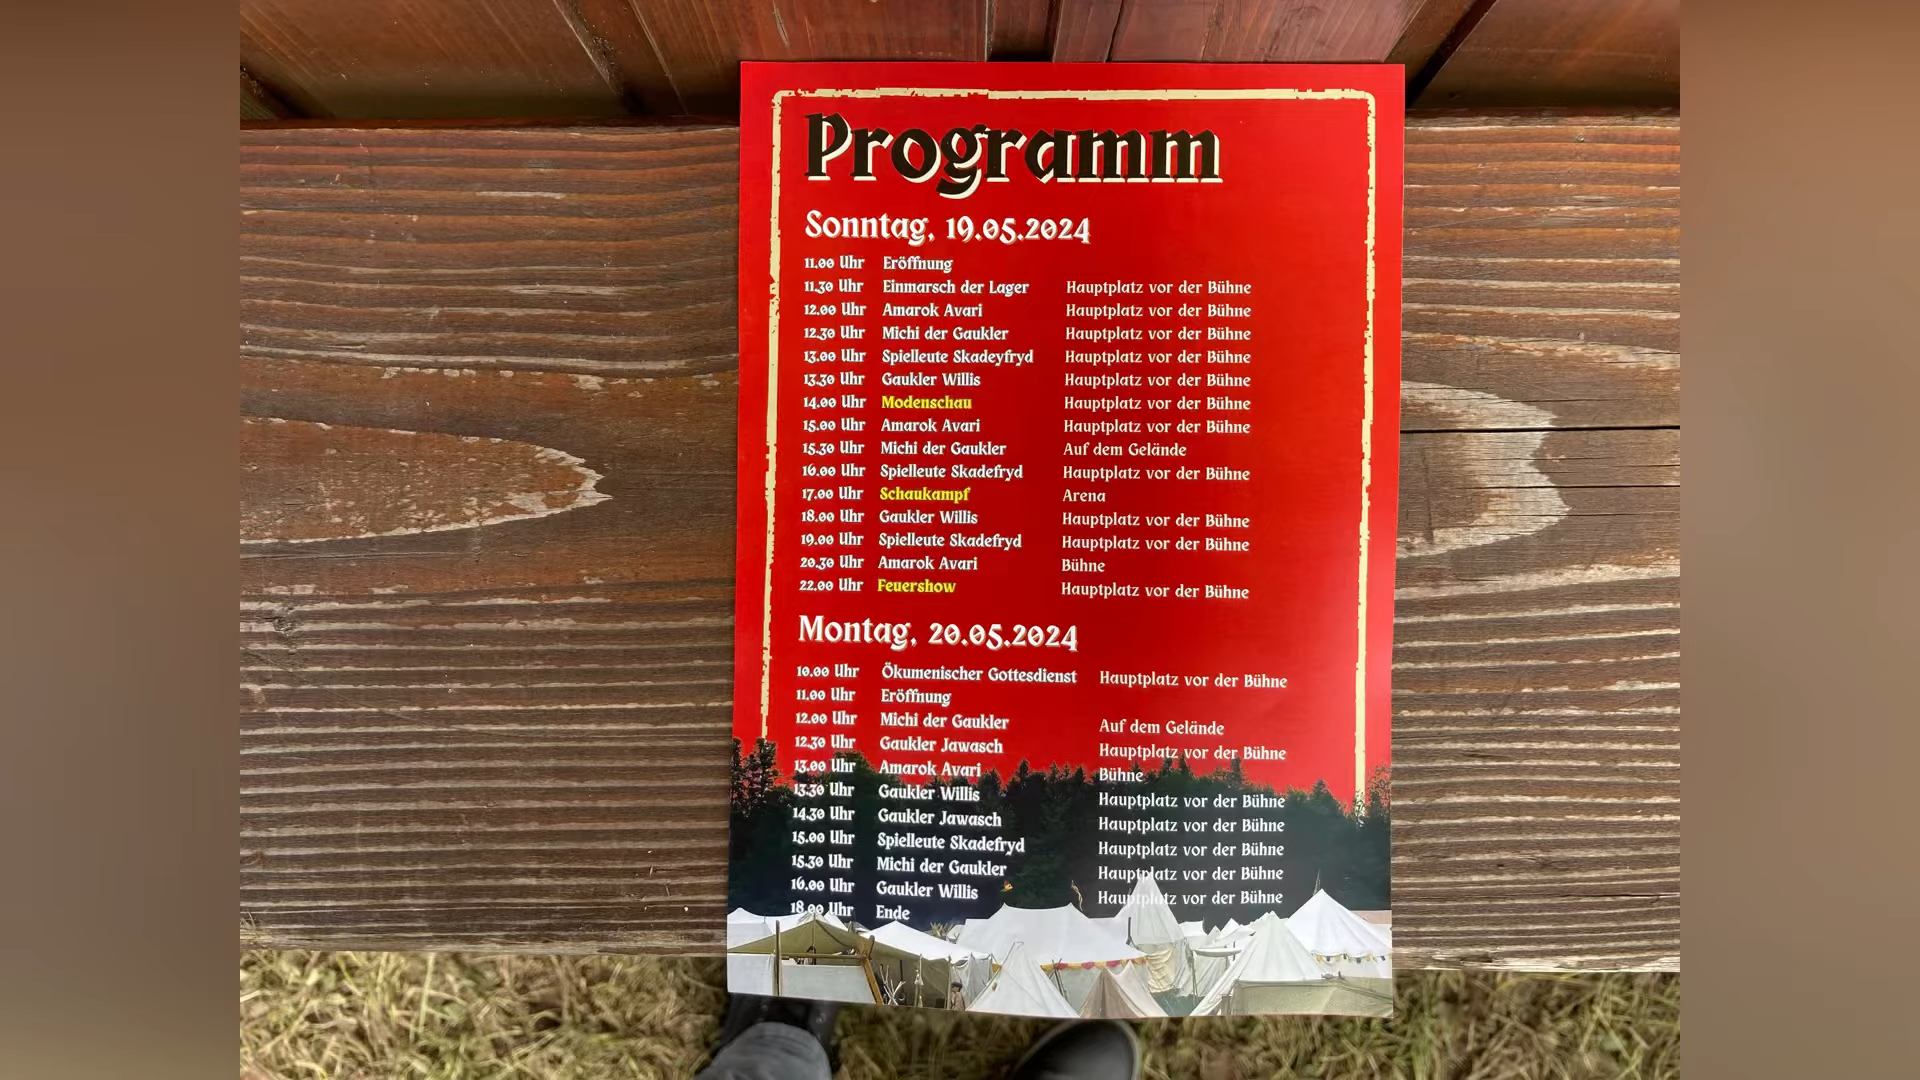 Programm
Sonntag, 19.05.2024
11.00 Uhr Eröffnung
11.30 Uhr Einmarsch der Lager Hauptplatz vor der Bühne
12.00 Uhr Amarok Avari Hauptplatz vor der Bühne
12.30 Uhr Michi der Gaukler Hauptplatz vor der Bühne
13.00 Uhr Spielleute Skadeyfryd Hauptplatz vor der Bühne
13.30 Uhr Gaukler Willis Hauptplatz vor der Bühne
14.00 Uhr Modenschau Hauptplatz vor der Bühne
15.00 Uhr Amarok Avari Hauptplatz vor der Bühne
15.30 Uhr Michi der Gaukler Auf dem Gelände
16.00 Uhr Spielleute Skadefryd Hauptplatz vor der Bühne
17.00 Uhr Schaukampf Arena
18.00 Uhr Gaukler Willis Hauptplatz vor der Bühne
19.00 Uhr Spielleute Skadefryd Hauptplatz vor der Bühne
20.30 Uhr Amarok Avari Bühne
22.00 Uhr Feuershow Hauptplatz vor der Bühne
Montag, 20.05.2024
10.00 Uhr Ökumenischer Gottesdienst Hauptplatz vor der Bühne
11.00 Uhr Eröffnung
12.00 Uhr Michi der Gaukler Auf dem Gelände
12.30 Uhr Gaukler Jawasch Hauptplatz vor der Bühne
13.00 Uhr Amarok Avari Bühne
13.30 Uhr Gaukler Willis Hauptplatz vor der Bühne
14.30 Uhr Gaukler Jawasch Hauptplatz vor der Bühne
15.00 Uhr Spielleute Skadefryd Hauptplatz vor der Bühne
15.30 Uhr Michi der Gaukler Hauptplatz vor der Bühne
16.00 Uhr Gaukler Willis Hauptplatz vor der Bühne
18.00 Uhr Ende